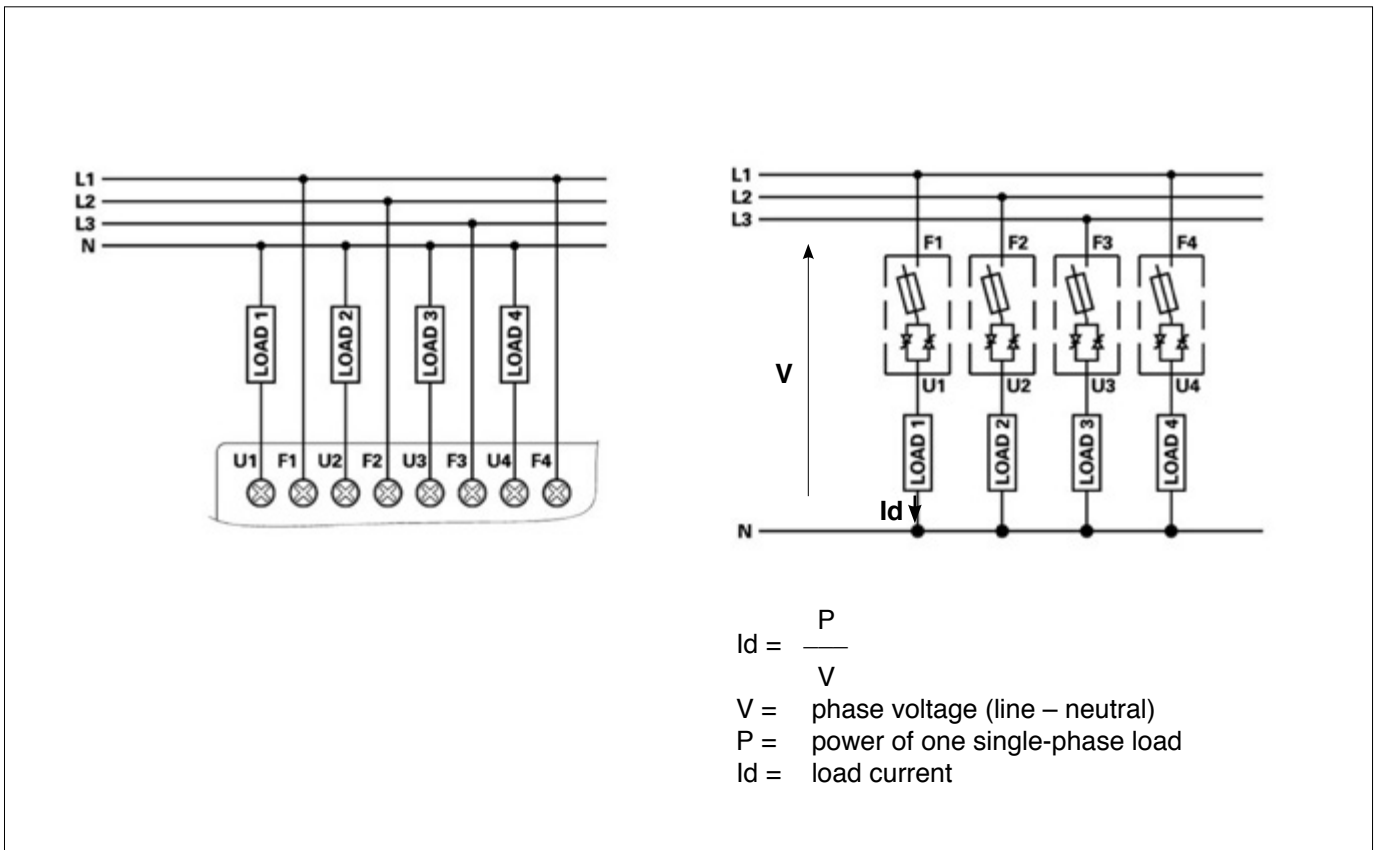 L1
L2
L3
N
LOAD 1
LOAD 2
LOAD 3
LOAD 4
U1 F1 U2 F2 U3 F3 U4 F4
L1
L2
L3
F1 F2 F3 F4
V
U1 U2 U3 U4
LOAD 1
LOAD 2
LOAD 3
LOAD 4
Id
N
P
Id = —
V
V = phase voltage (line – neutral)
P = power of one single-phase load
Id = load current